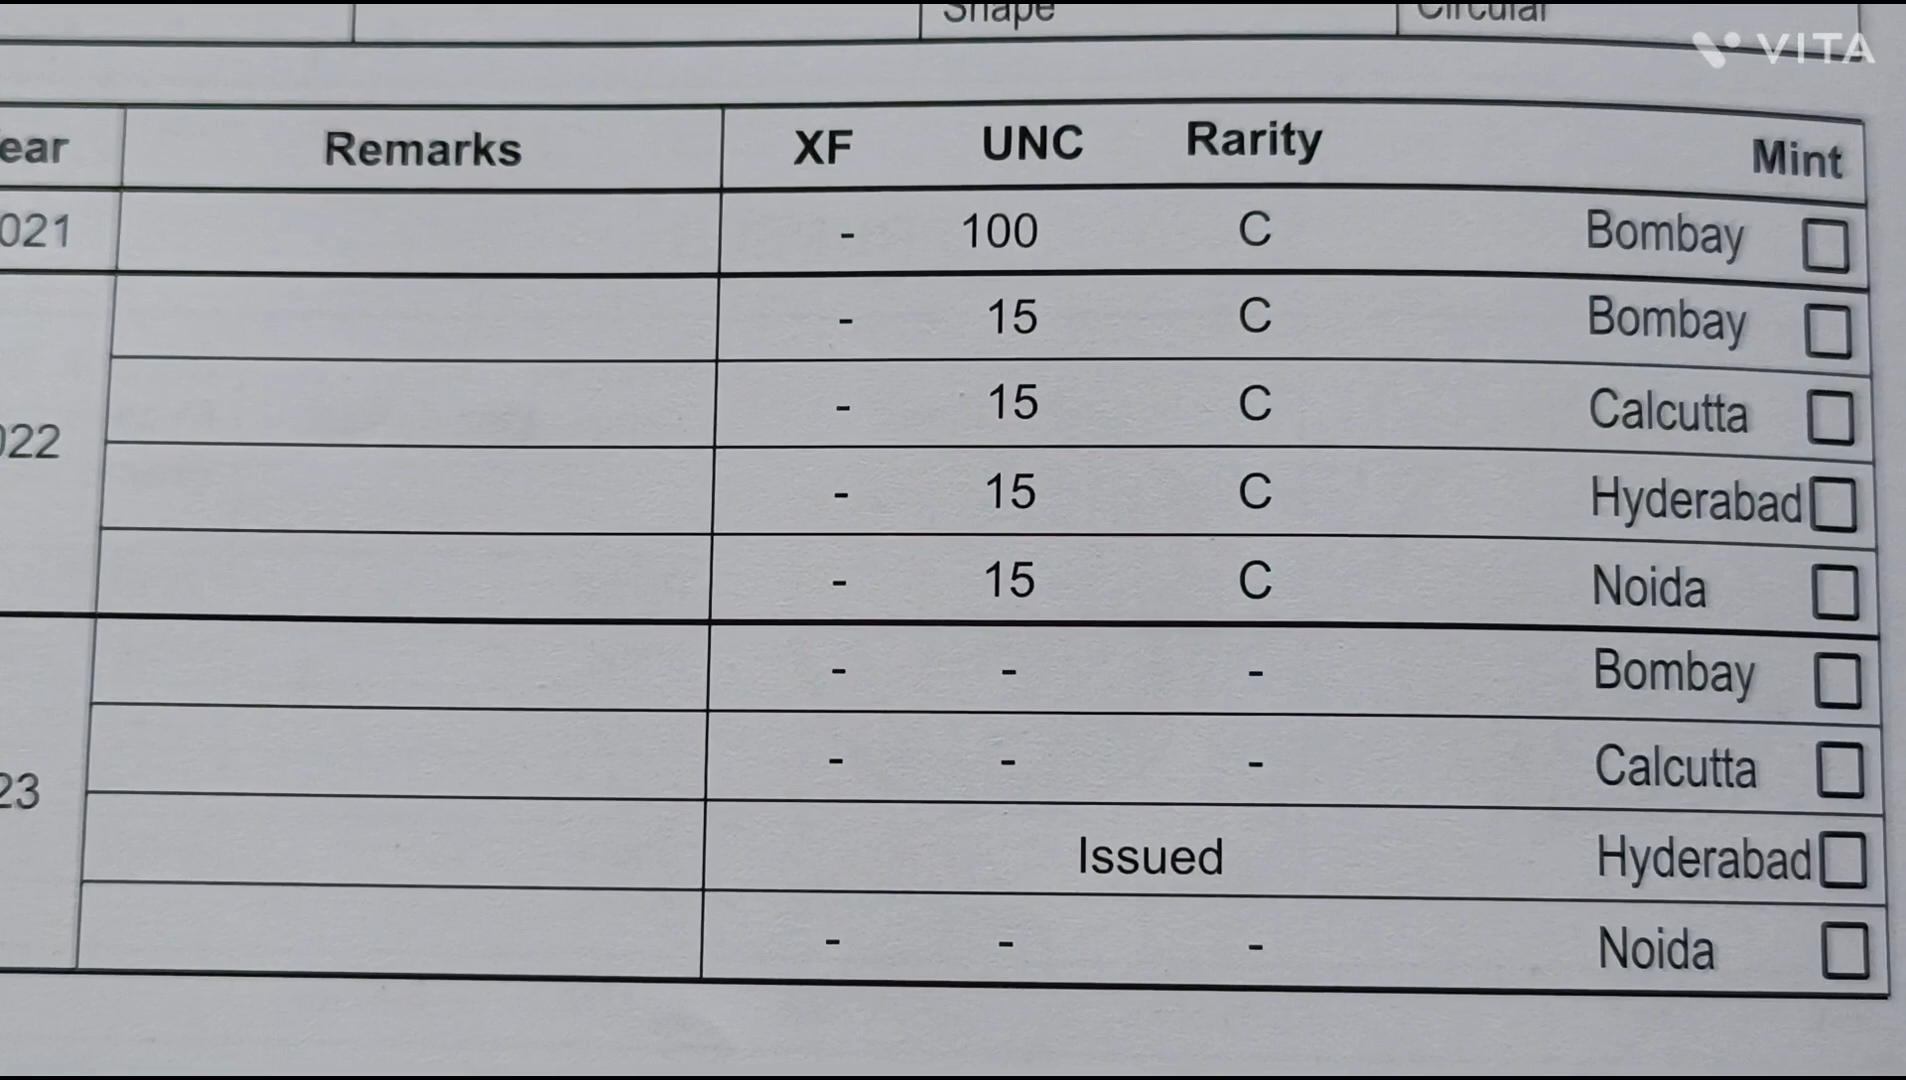 Shape Circular
VITA
ear Remarks XF UNC Rarity Mint
021 - 100 C Bombay
- 15 C Bombay
- 15 C Calcutta
022
- 15 C Hyderabad
- 15 C Noida
- - - Bombay
- - - Calcutta
23
Issued Hyderabad
- - - Noida